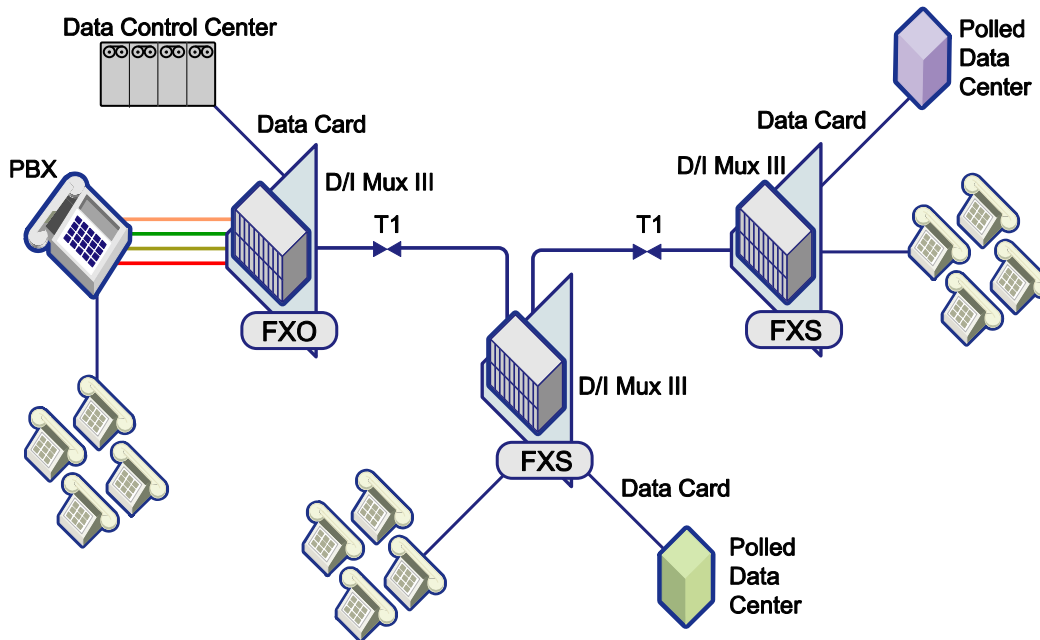 Data Control Center
Polled
Data
Center
Data Card
Data Card
PBX
D/I Mux III
D/I Mux III
T1
T1
FXO
FXS
D/I Mux III
FXS
Data Card
Polled
Data
Center